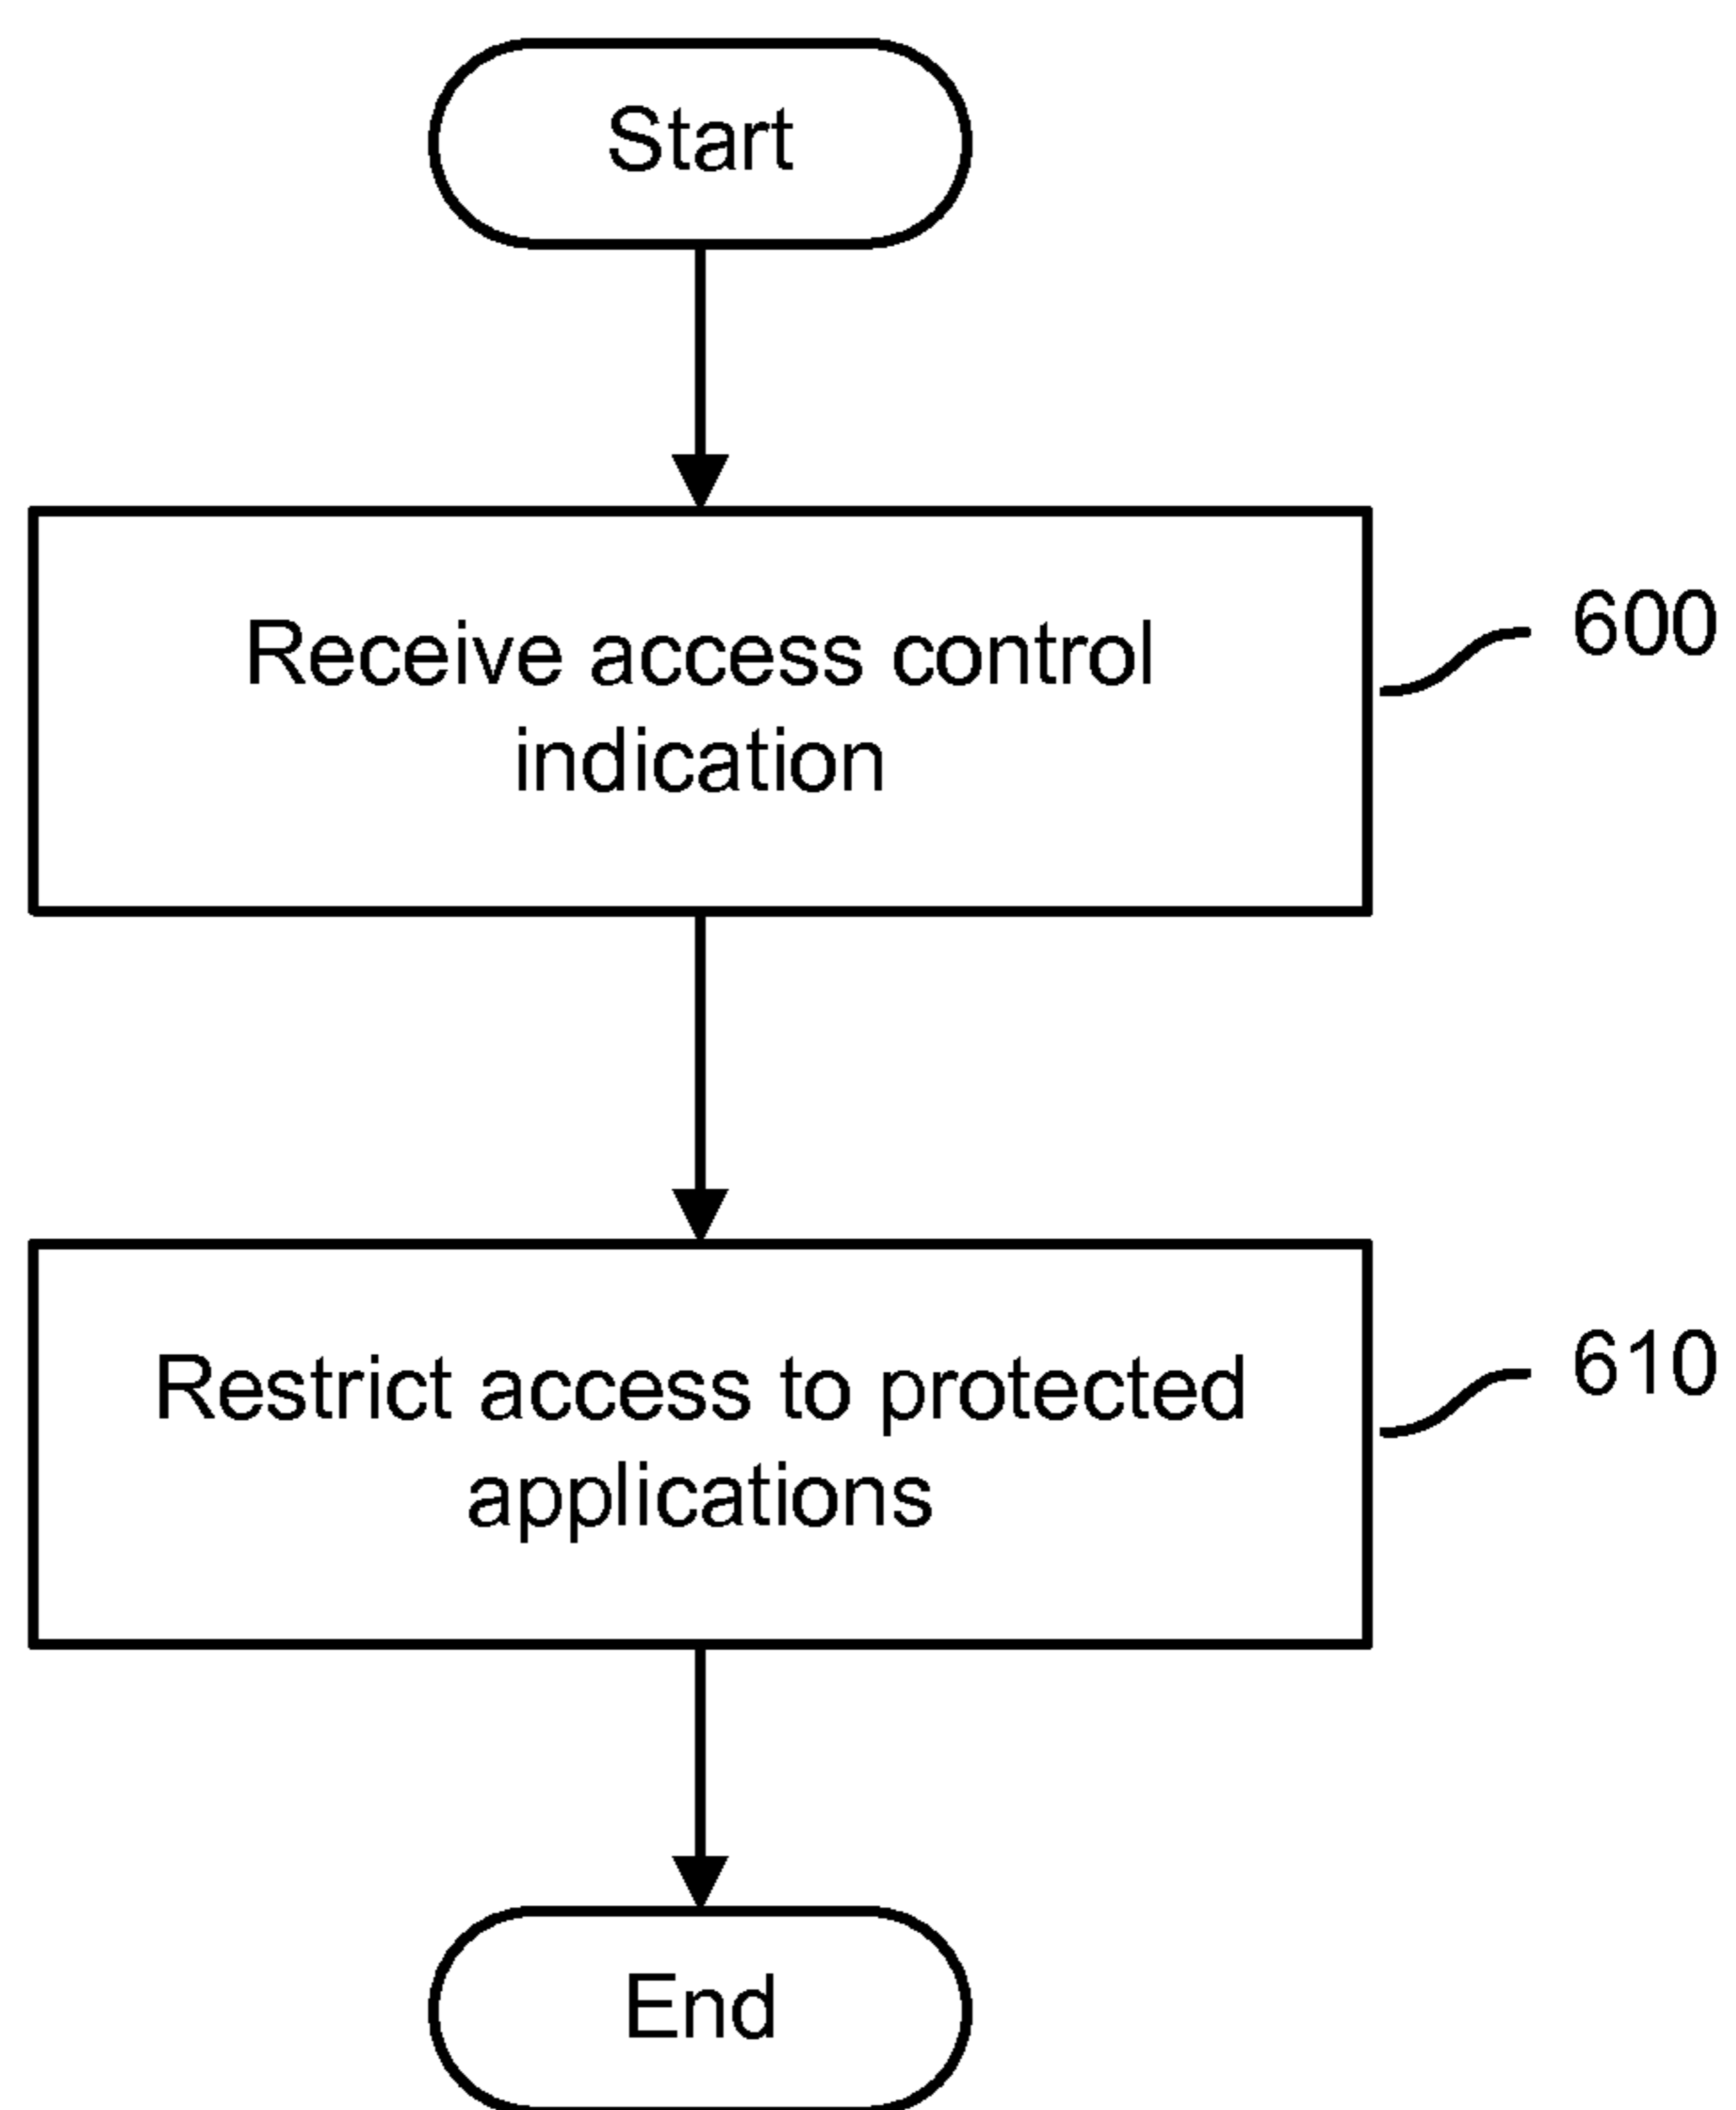 Start
Receive access control
indication
600
Restrict access to protected
applications
610
End